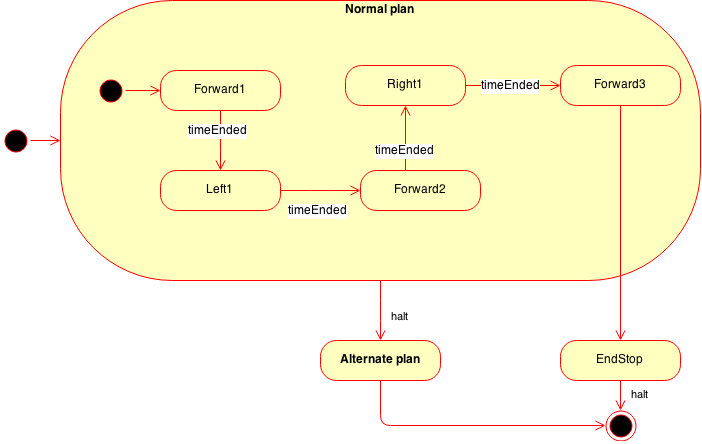 Normal plan
Forward1
Right1
timeEnded
Forward3
timeEnded
timeEnded
Left1
Forward2
timeEnded
halt
Alternate plan
EndStop
halt